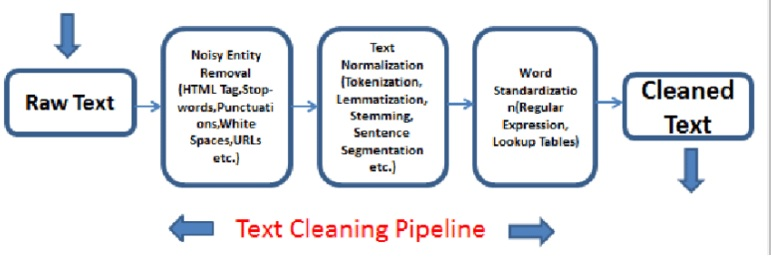 Raw Text
Noisy Entity
Removal
(HTML Tag,Stop-
words,Punctuati
ons,White
Spaces,URLs
etc.)
Text
Normalization
(Tokenization,
Lemmatization,
Stemming,
Sentence
Segmentation
etc.)
Word
Standardizatio
n(Regular
Expression,
Lookup Tables)
Cleaned
Text
Text Cleaning Pipeline